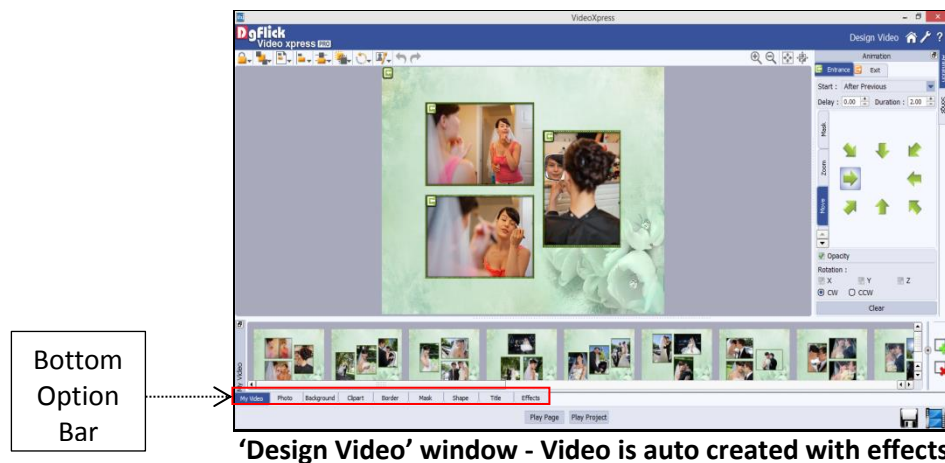 VideoXpress
DgFlick
Video xpress PRO
Design Video
?
Animation
Entrance Exit
Start : After Previous
Delay : 0.00 Duration : 2.00
Mask
Zoom
Move
Opacity
Rotation :
X Y Z
CW CCW
Clear
My Video
Bottom
Option
Bar
My Video Photo Background Clipart Border Mask Shape Title Effects
Play Page Play Project
‘Design Video’ window - Video is auto created with effects